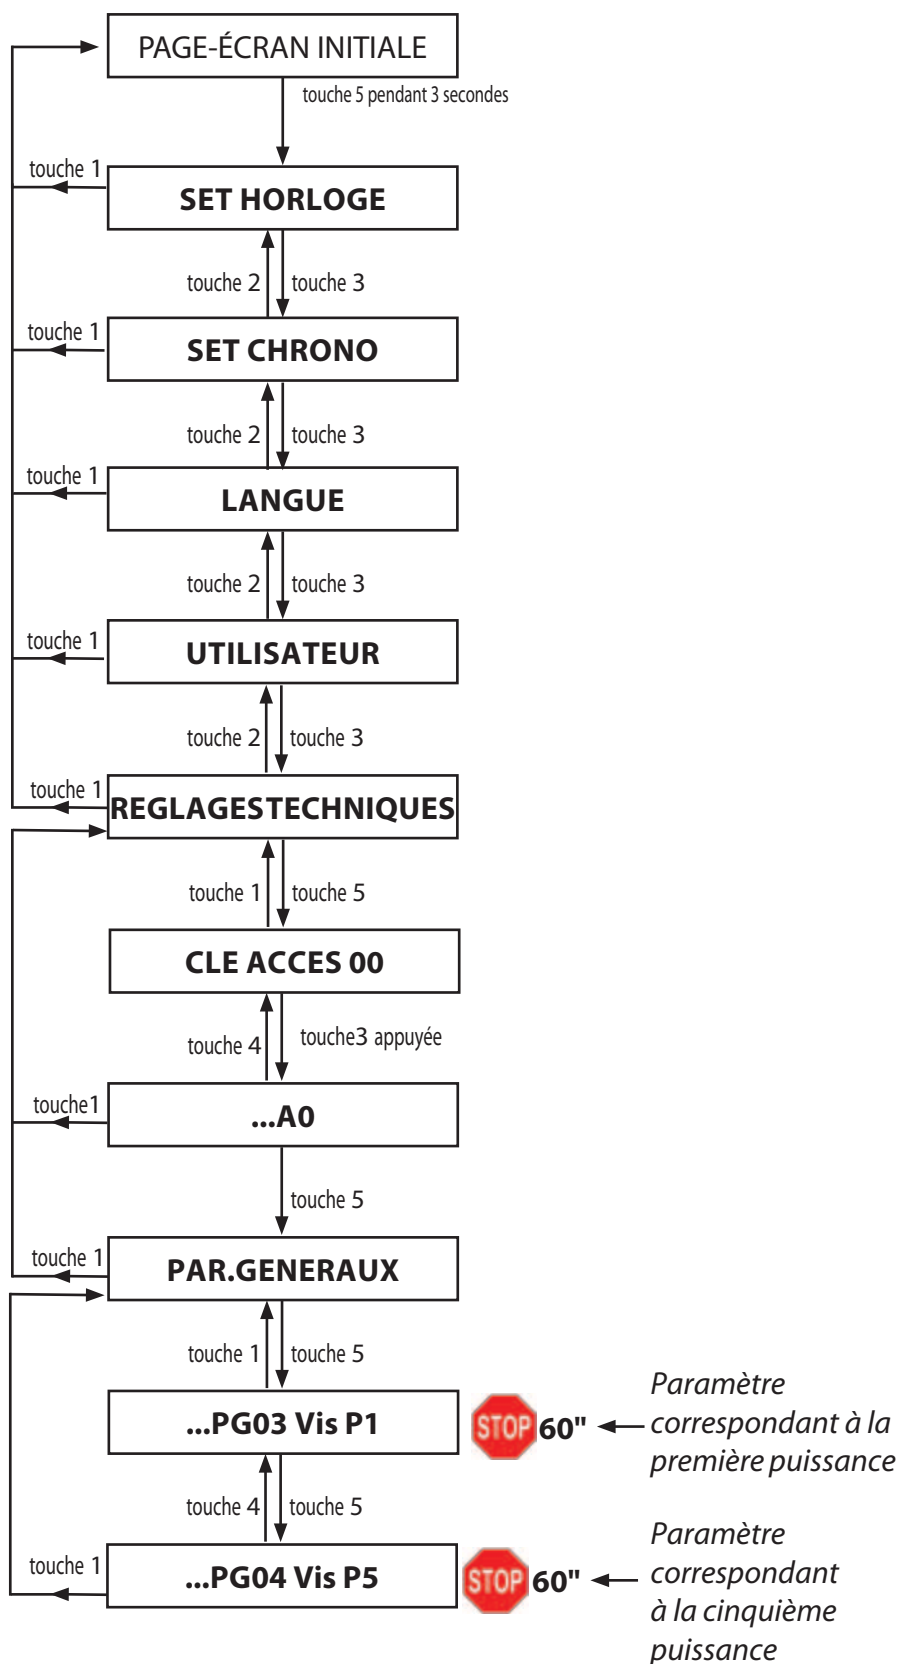 PAGE-ÉCRAN INITIALE
touche 5 pendant 3 secondes
touche 1
SET HORLOGE
touche 2
touche 3
touche 1
SET CHRONO
touche 2
touche 3
touche 1
LANGUE
touche 2
touche 3
touche 1
UTILISATEUR
touche 2
touche 3
touche 1
REGLAGESTECHNIQUES
touche 1
touche 5
CLE ACCES 00
touche 4
touche3 appuyée
touche1
...A0
touche 5
touche 1
PAR.GENERAUX
touche 1
touche 5
...PG03 Vis P1
STOP
60"
Paramètre
correspondant à la
première puissance
touche 4
touche 5
touche 1
...PG04 Vis P5
STOP
60"
Paramètre
correspondant
à la cinquième
puissance